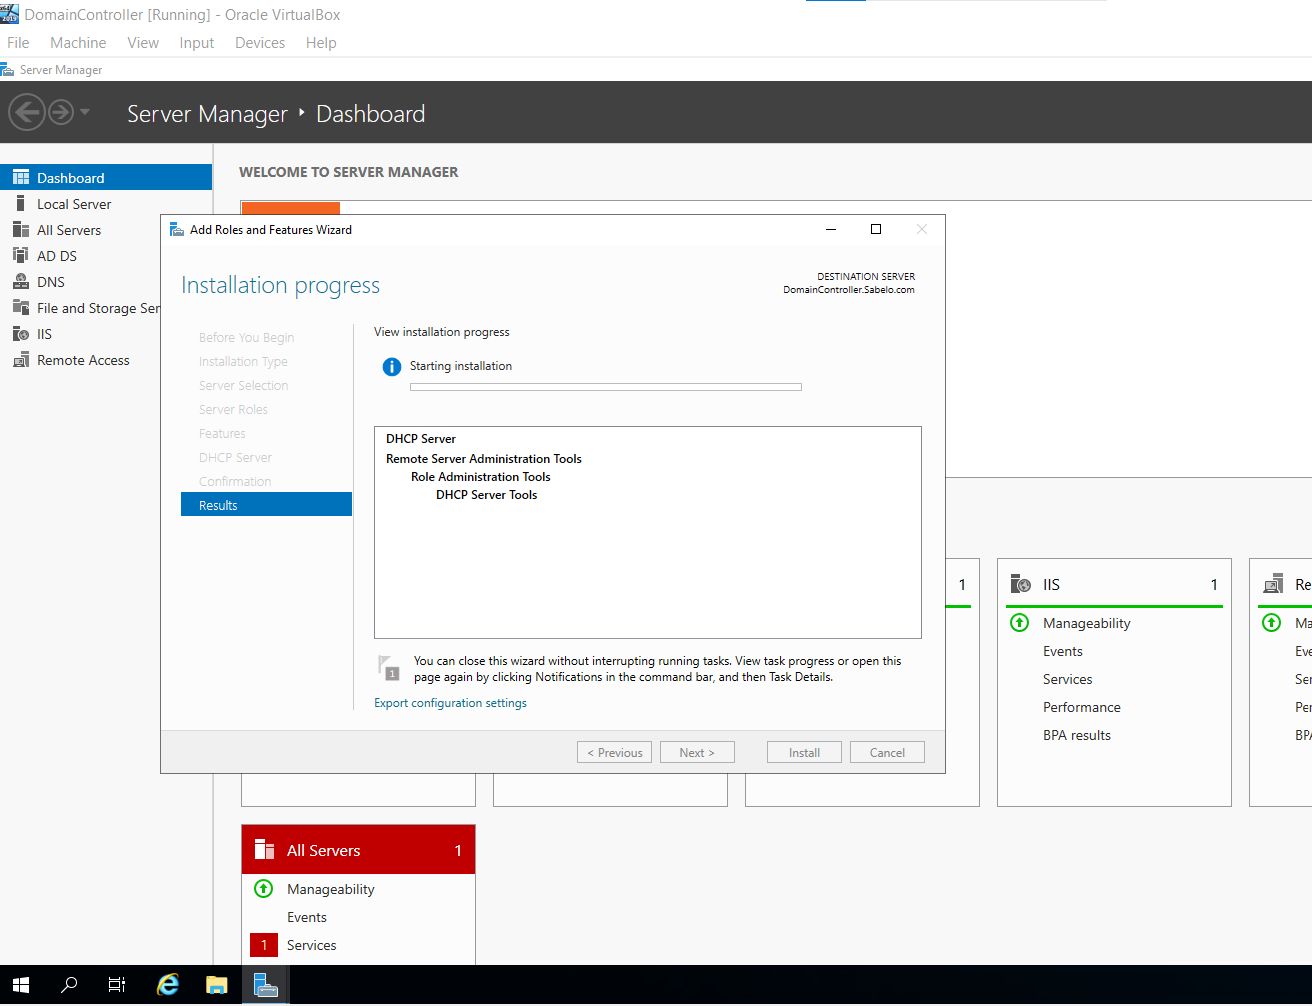 DomainController [Running] - Oracle VirtualBox
File Machine View Input Devices Help
Server Manager
Server Manager ‣ Dashboard
Dashboard
Local Server
All Servers
AD DS
DNS
File and Storage Ser
IIS
Remote Access
WELCOME TO SERVER MANAGER
Add Roles and Features Wizard
Installation progress
DESTINATION SERVER
DomainController.Sabelo.com
Before You Begin
Installation Type
Server Selection
Server Roles
Features
DHCP Server
Confirmation
Results
View installation progress
Starting installation
DHCP Server
Remote Server Administration Tools
Role Administration Tools
DHCP Server Tools
1
You can close this wizard without interrupting running tasks. View task progress or open this
page again by clicking Notifications in the command bar, and then Task Details.
Export configuration settings
< Previous
Next >
Install
Cancel
1
IIS 1
Manageability
Events
Services
Performance
BPA results
Re
Ma
Eve
Ser
Per
BPA
All Servers 1
Manageability
Events
1 Services